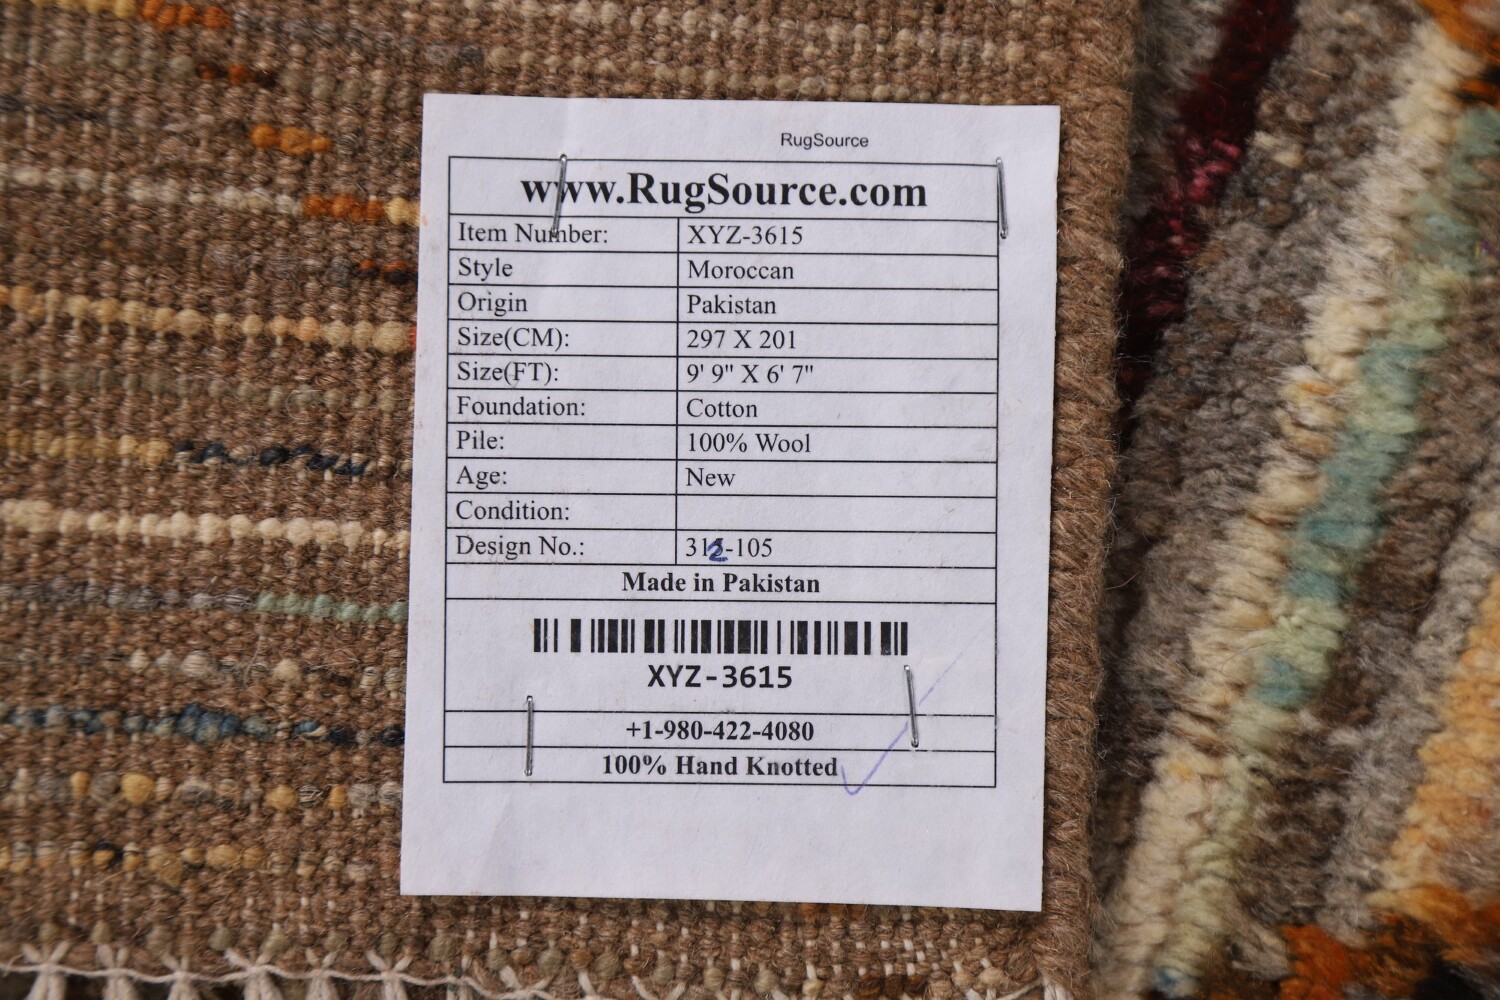 RugSource
www.RugSource.com
Item Number: XYZ-3615
Style Moroccan
Origin Pakistan
Size(CM): 297 X 201
Size(FT): 9' 9" X 6' 7"
Foundation: Cotton
Pile: 100% Wool
Age: New
Condition:
Design No.: 312-105
Made in Pakistan
XYZ-3615
+1-980-422-4080
100% Hand Knotted